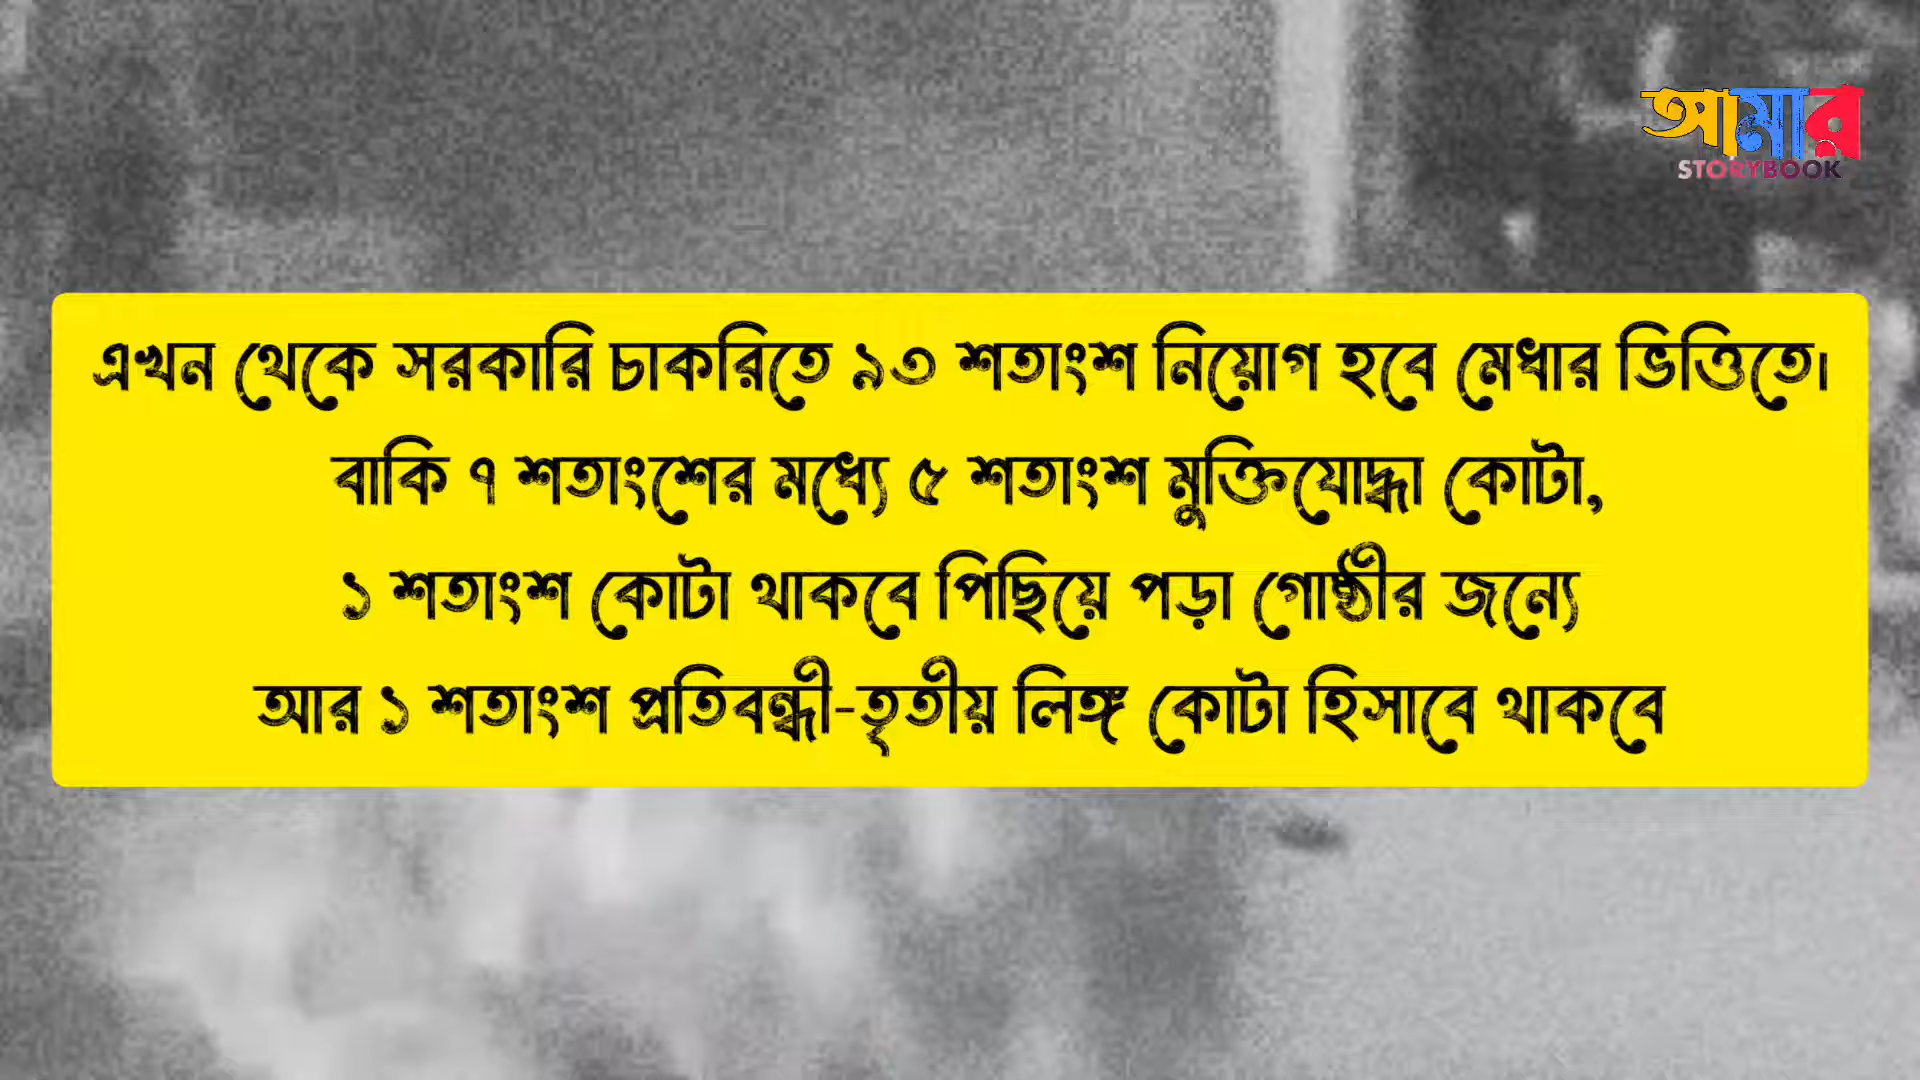 আমার
STORYBOOK
এখন থেকে সরকারি চাকরিতে ৯৩ শতাংশ নিয়োগ হবে মেধার ভিত্তিতে।
বাকি ৭ শতাংশের মধ্যে ৫ শতাংশ মুক্তিযোদ্ধা কোটা,
১ শতাংশ কোটা থাকবে পিছিয়ে পড়া গোষ্ঠীর জন্যে
আর ১ শতাংশ প্রতিবন্ধী-তৃতীয় লিঙ্গ কোটা হিসাবে থাকবে